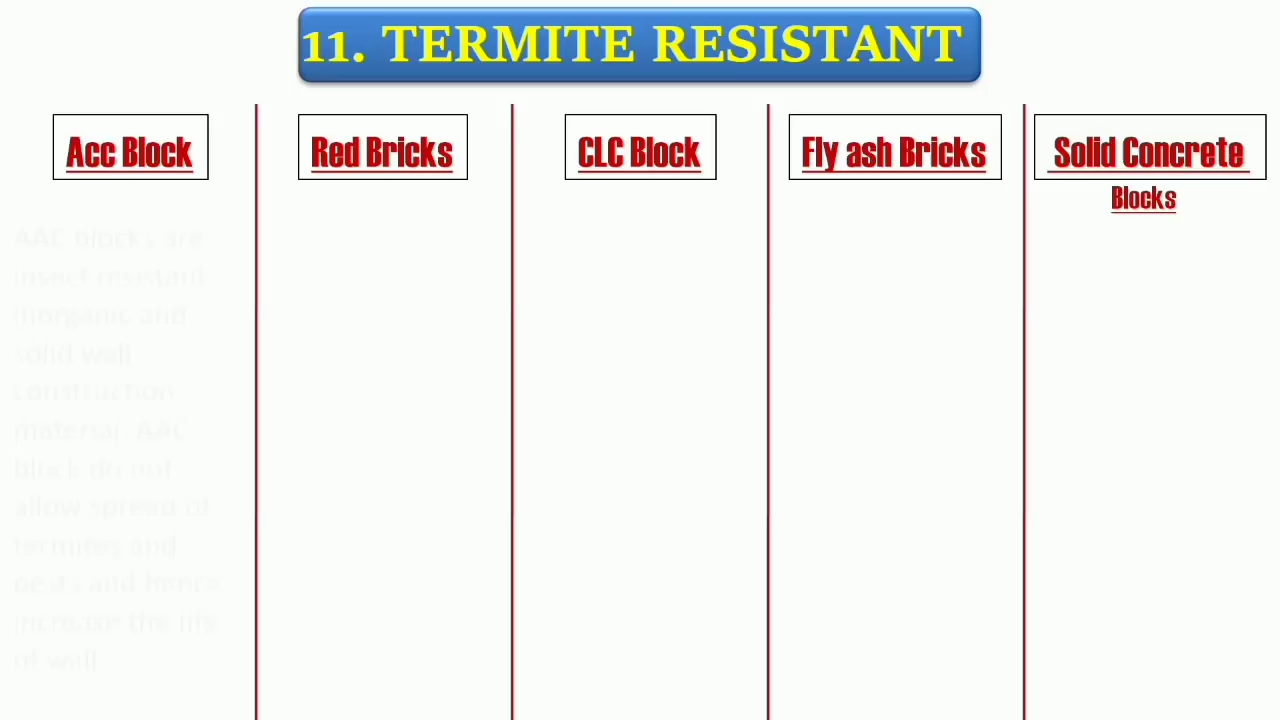 11. TERMITE RESISTANT
Acc Block
Red Bricks
CLC Block
Fly ash Bricks
Solid Concrete
Blocks
AAC blocks are
insect resistant
inorganic and
solid wall
construction
material. AAC
block do not
allow spread of
termites and
pests and hence
increase the life
of wall